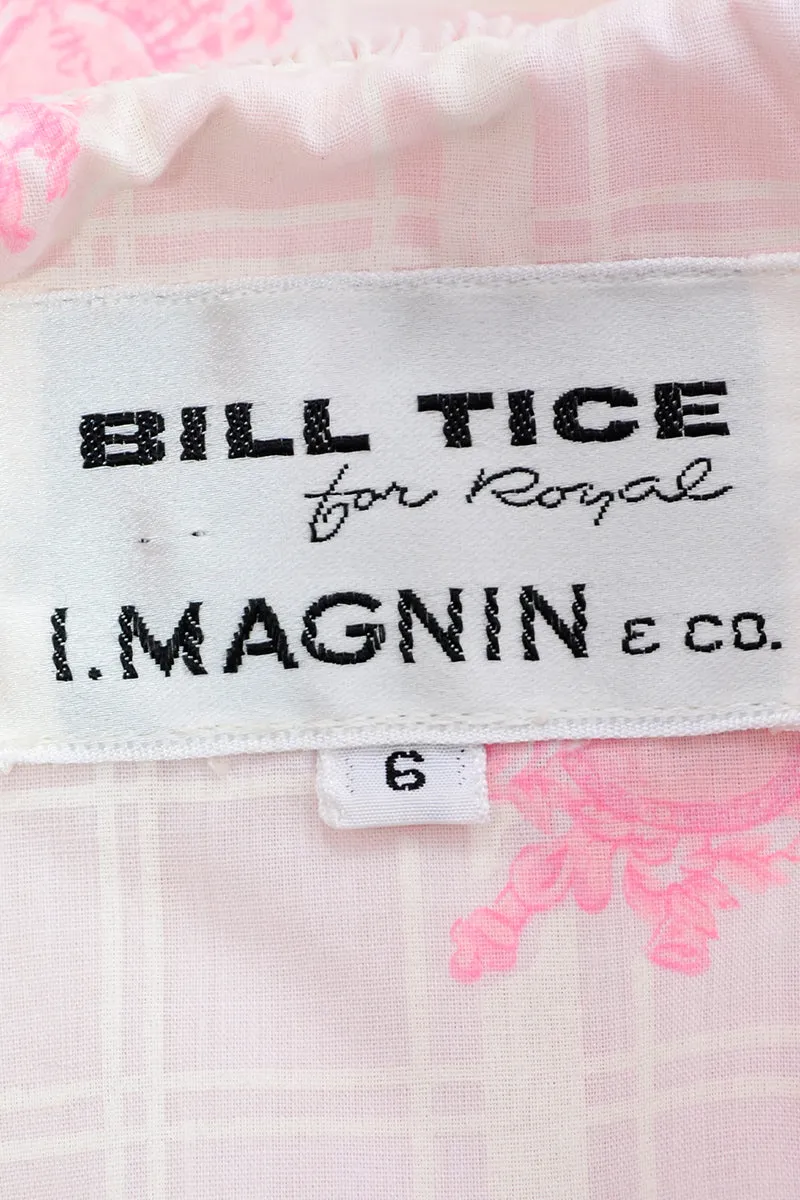 BILL TICE
for Royal
I. MAGNIN & CO.
6